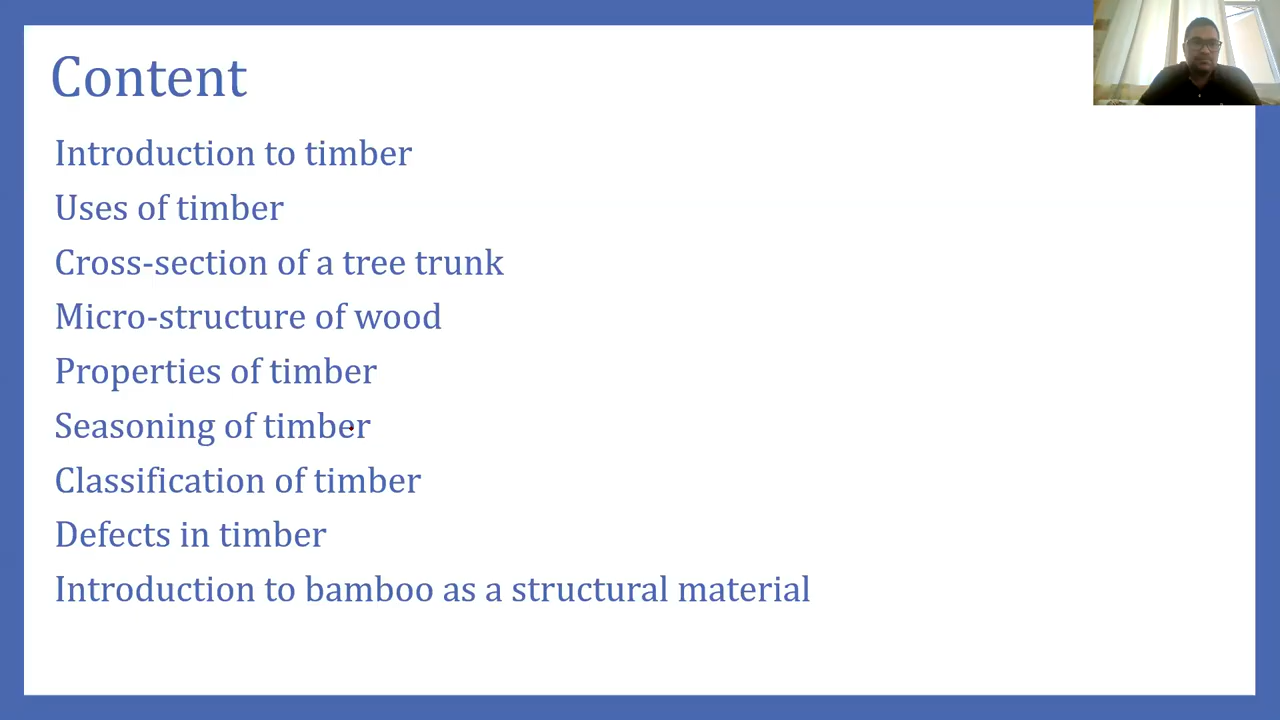 Content
Introduction to timber
Uses of timber
Cross-section of a tree trunk
Micro-structure of wood
Properties of timber
Seasoning of timber
Classification of timber
Defects in timber
Introduction to bamboo as a structural material